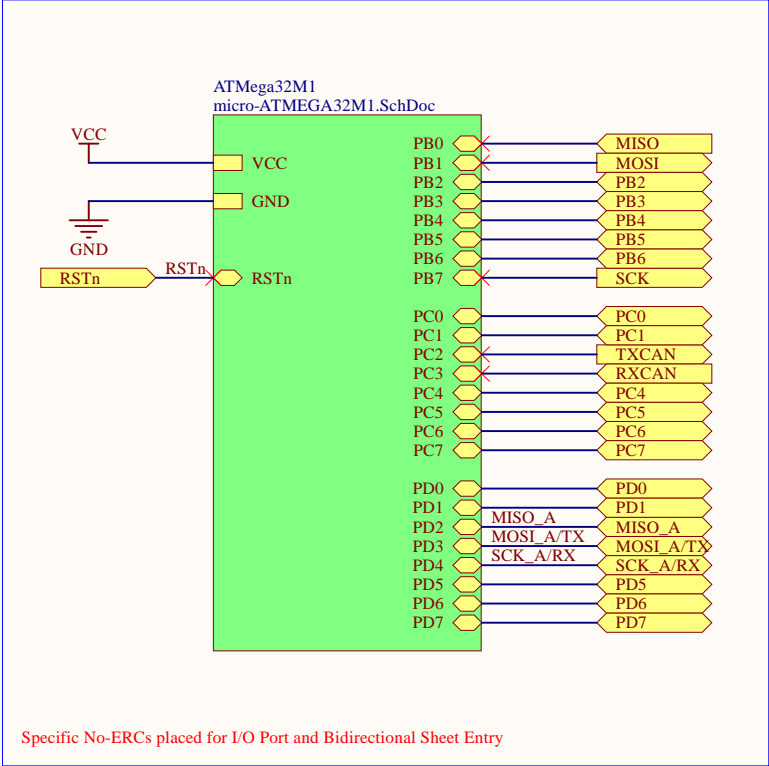 ATMega32M1
micro-ATMEGA32M1.SchDoc
VCC
VCC
GND
GND
RSTn
RSTn
RSTn
PB0 MISO
PB1 MOSI
PB2 PB2
PB3 PB3
PB4 PB4
PB5 PB5
PB6 PB6
PB7 SCK
PC0 PC0
PC1 PC1
PC2 TXCAN
PC3 RXCAN
PC4 PC4
PC5 PC5
PC6 PC6
PC7 PC7
PD0 PD0
PD1 PD1
PD2 MISO_A MISO_A
PD3 MOSI_A/TX MOSI_A/TX
PD4 SCK_A/RX SCK_A/RX
PD5 PD5
PD6 PD6
PD7 PD7
Specific No-ERCs placed for I/O Port and Bidirectional Sheet Entry